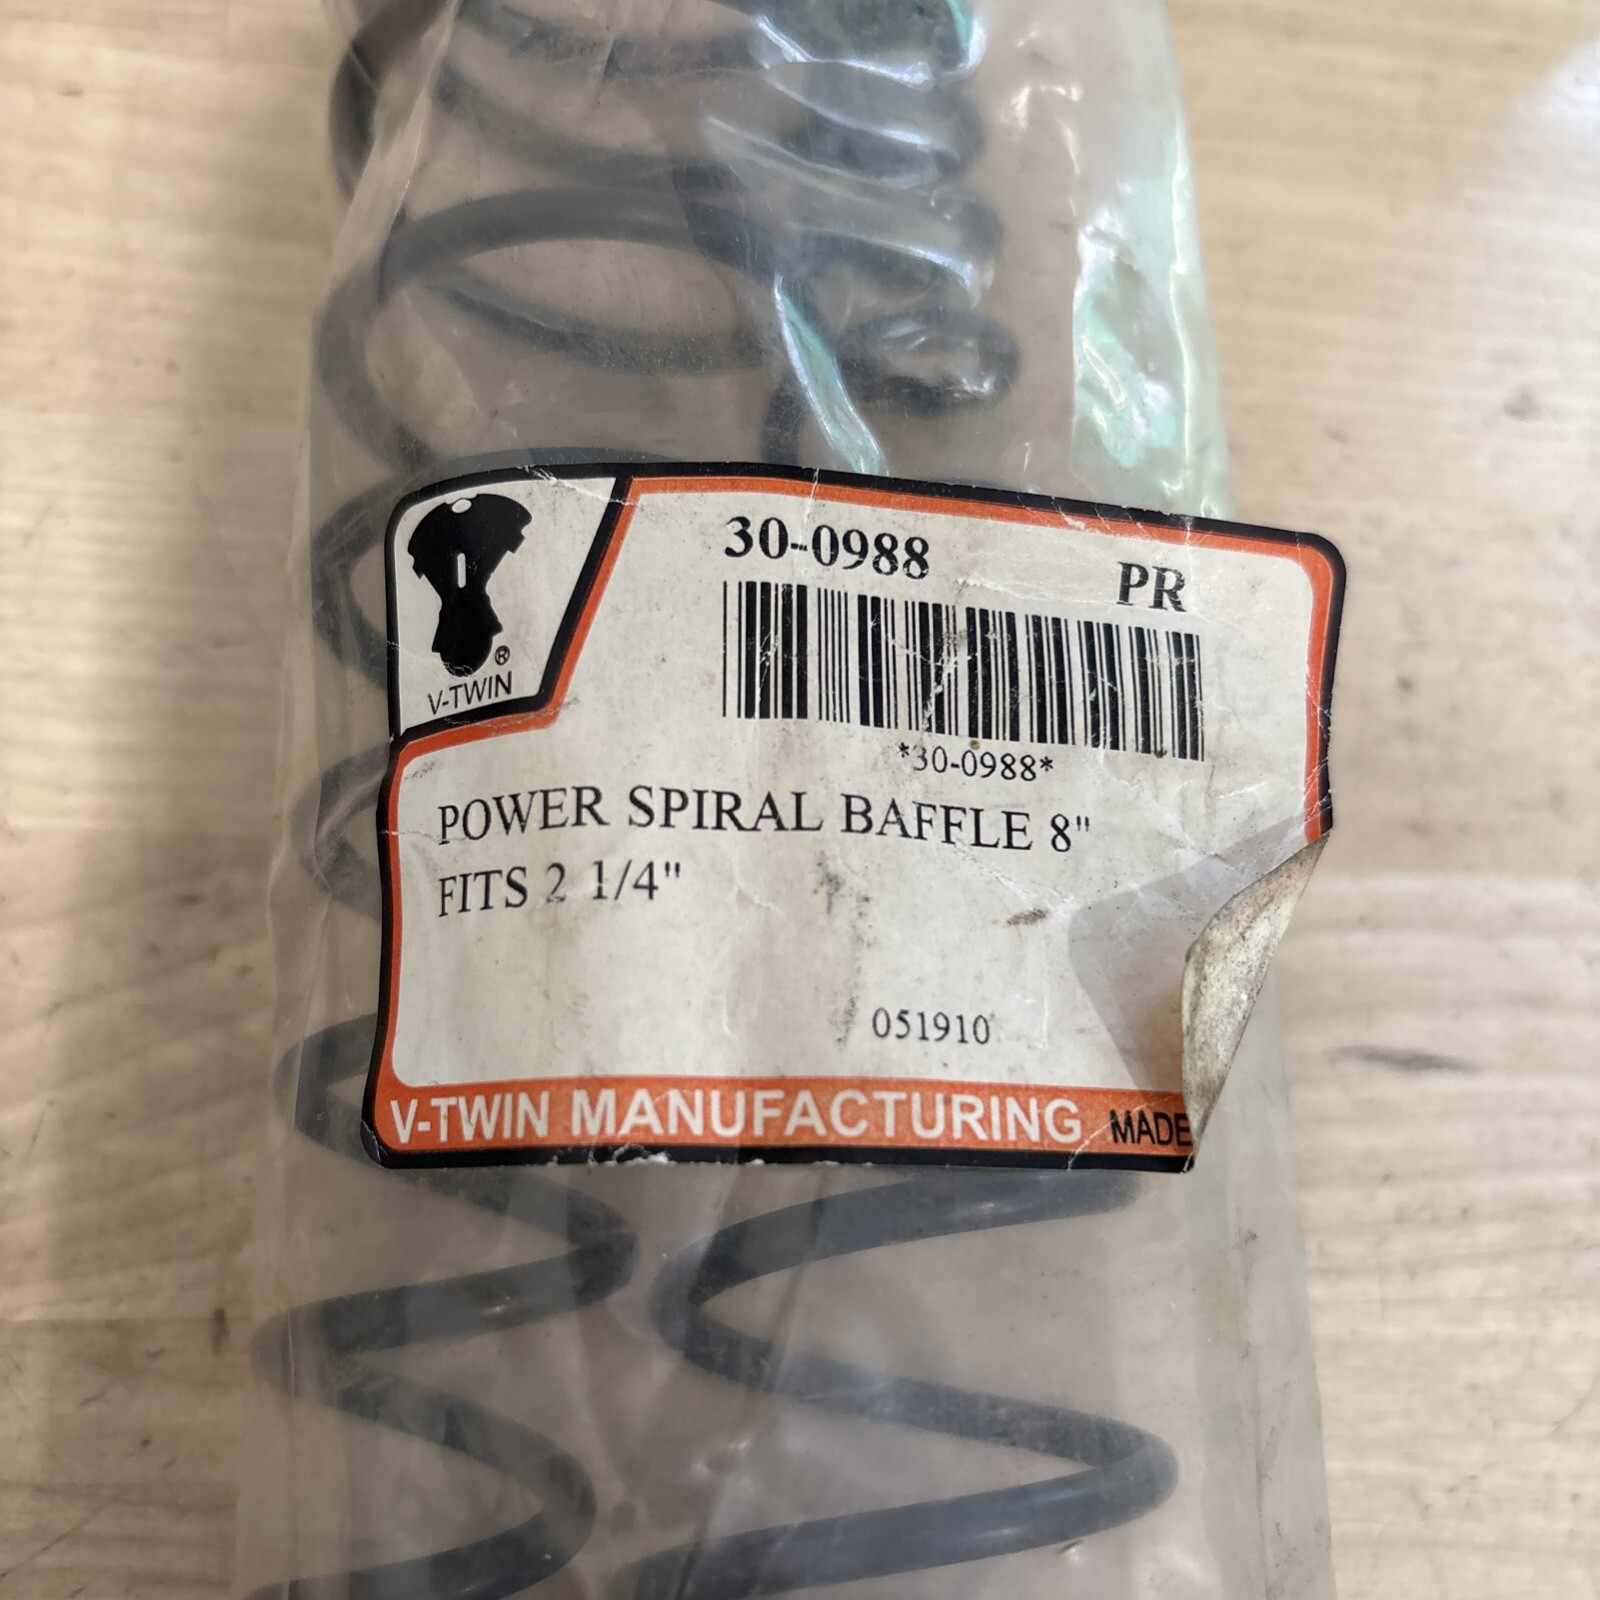 30-0988
PR
*30-0988*
®
V-TWIN
POWER SPIRAL BAFFLE 8"
FITS 2 1/4"
051910
V-TWIN MANUFACTURING MADE